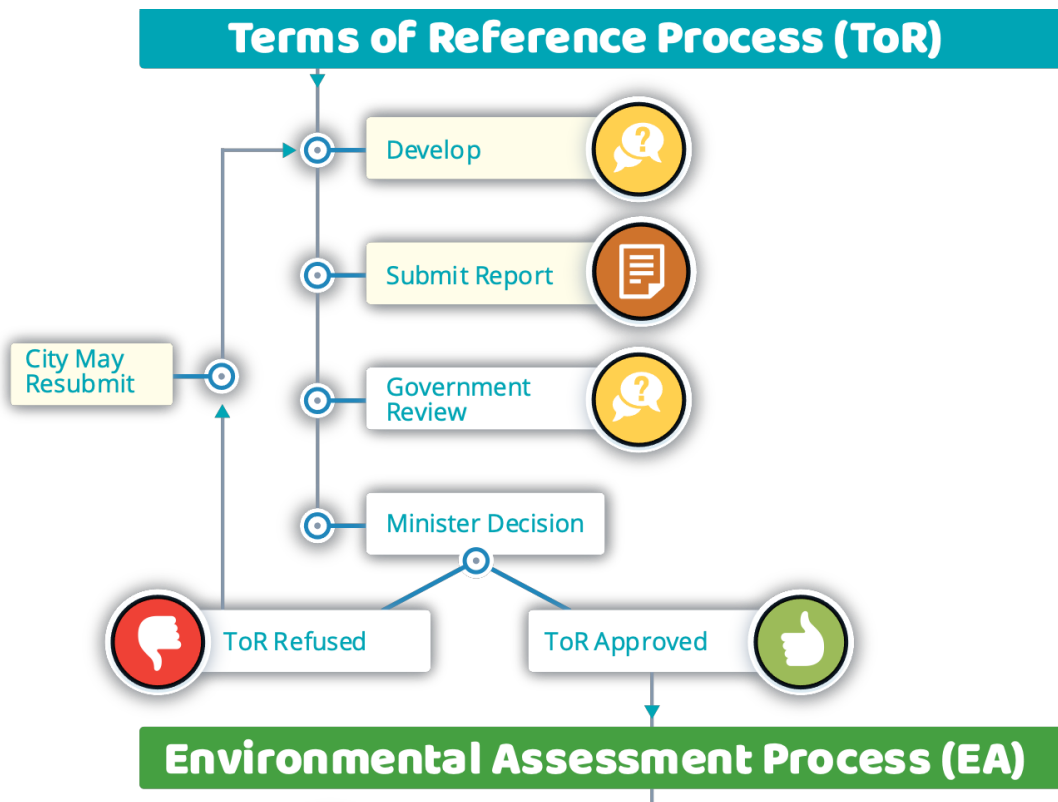 Terms of Reference Process (ToR)
Develop
Submit Report
City May
Resubmit
Government
Review
Minister Decision
ToR Refused
ToR Approved
Environmental Assessment Process (EA)